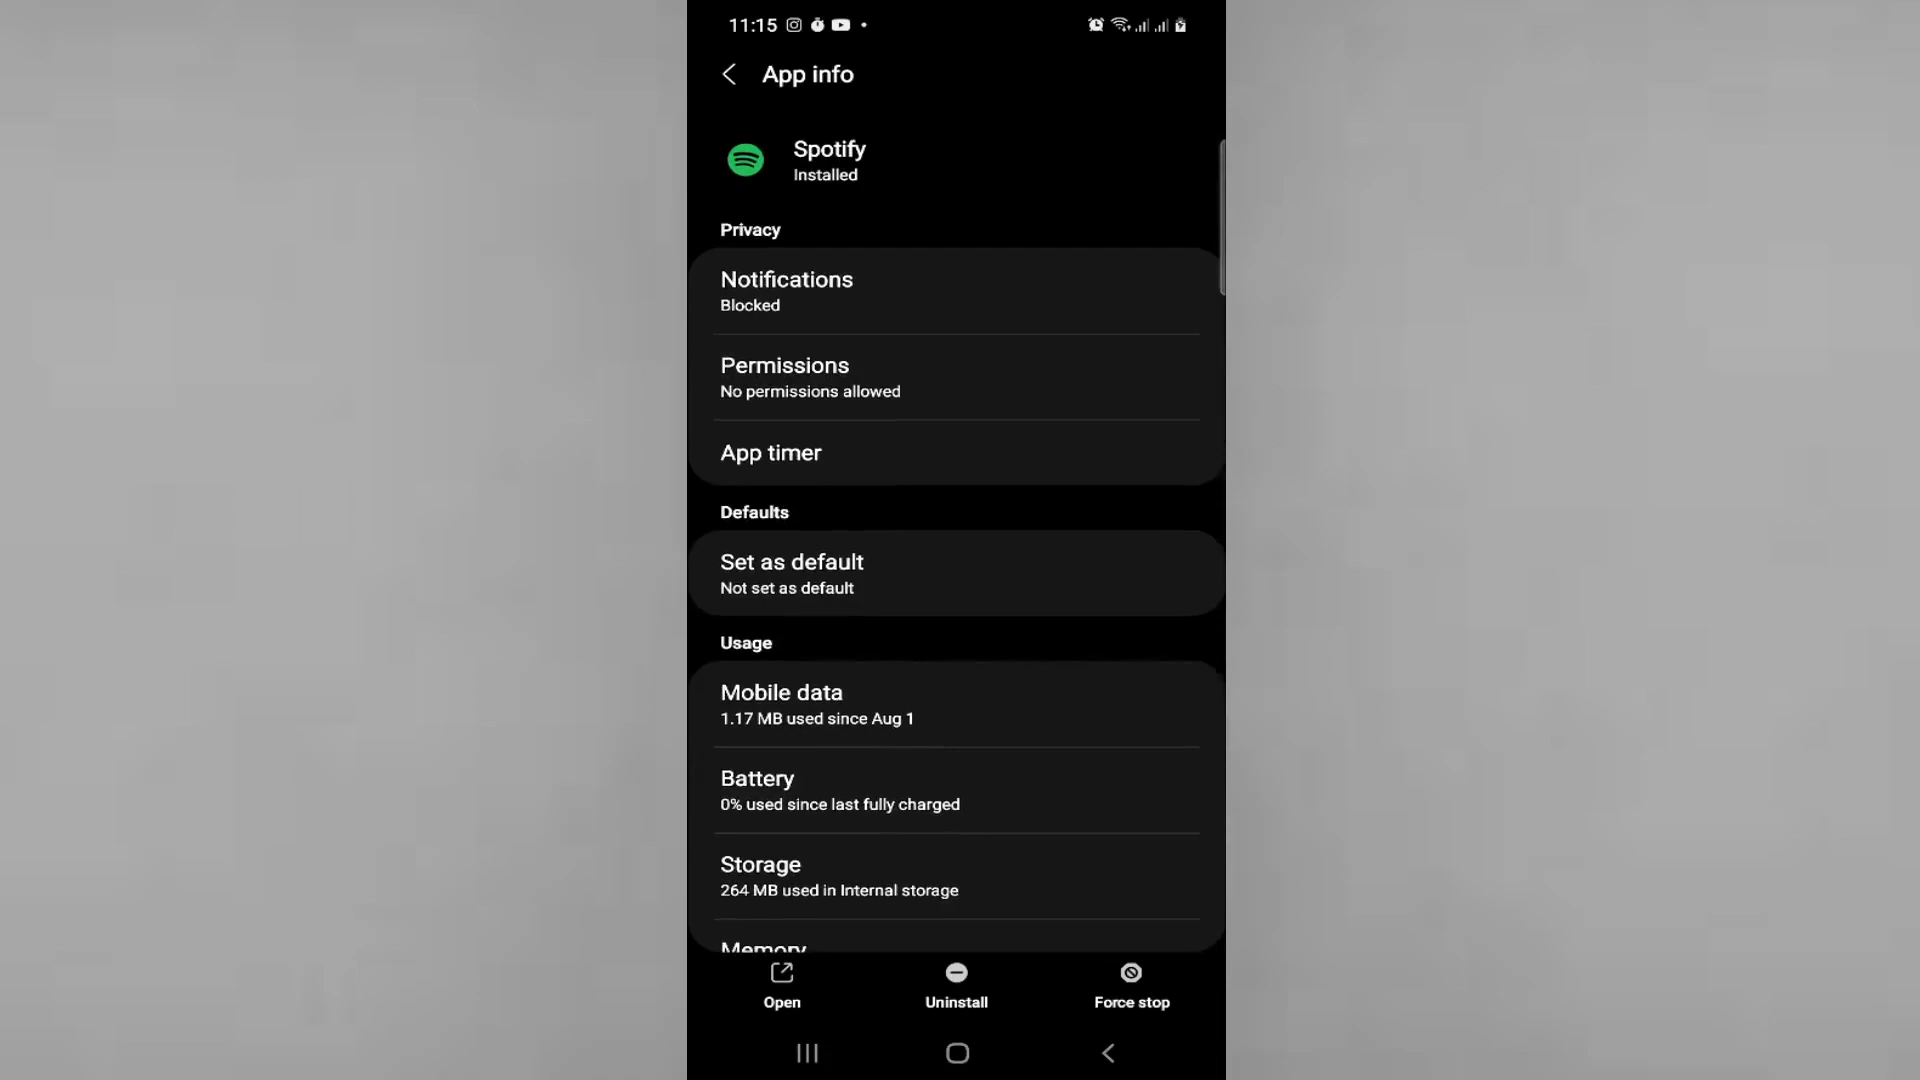 11:15
App info
Spotify
Installed
Privacy
Notifications
Blocked
Permissions
No permissions allowed
App timer
Defaults
Set as default
Not set as default
Usage
Mobile data
1.17 MB used since Aug 1
Battery
0% used since last fully charged
Storage
264 MB used in Internal storage
Memory
Open
Uninstall
Force stop